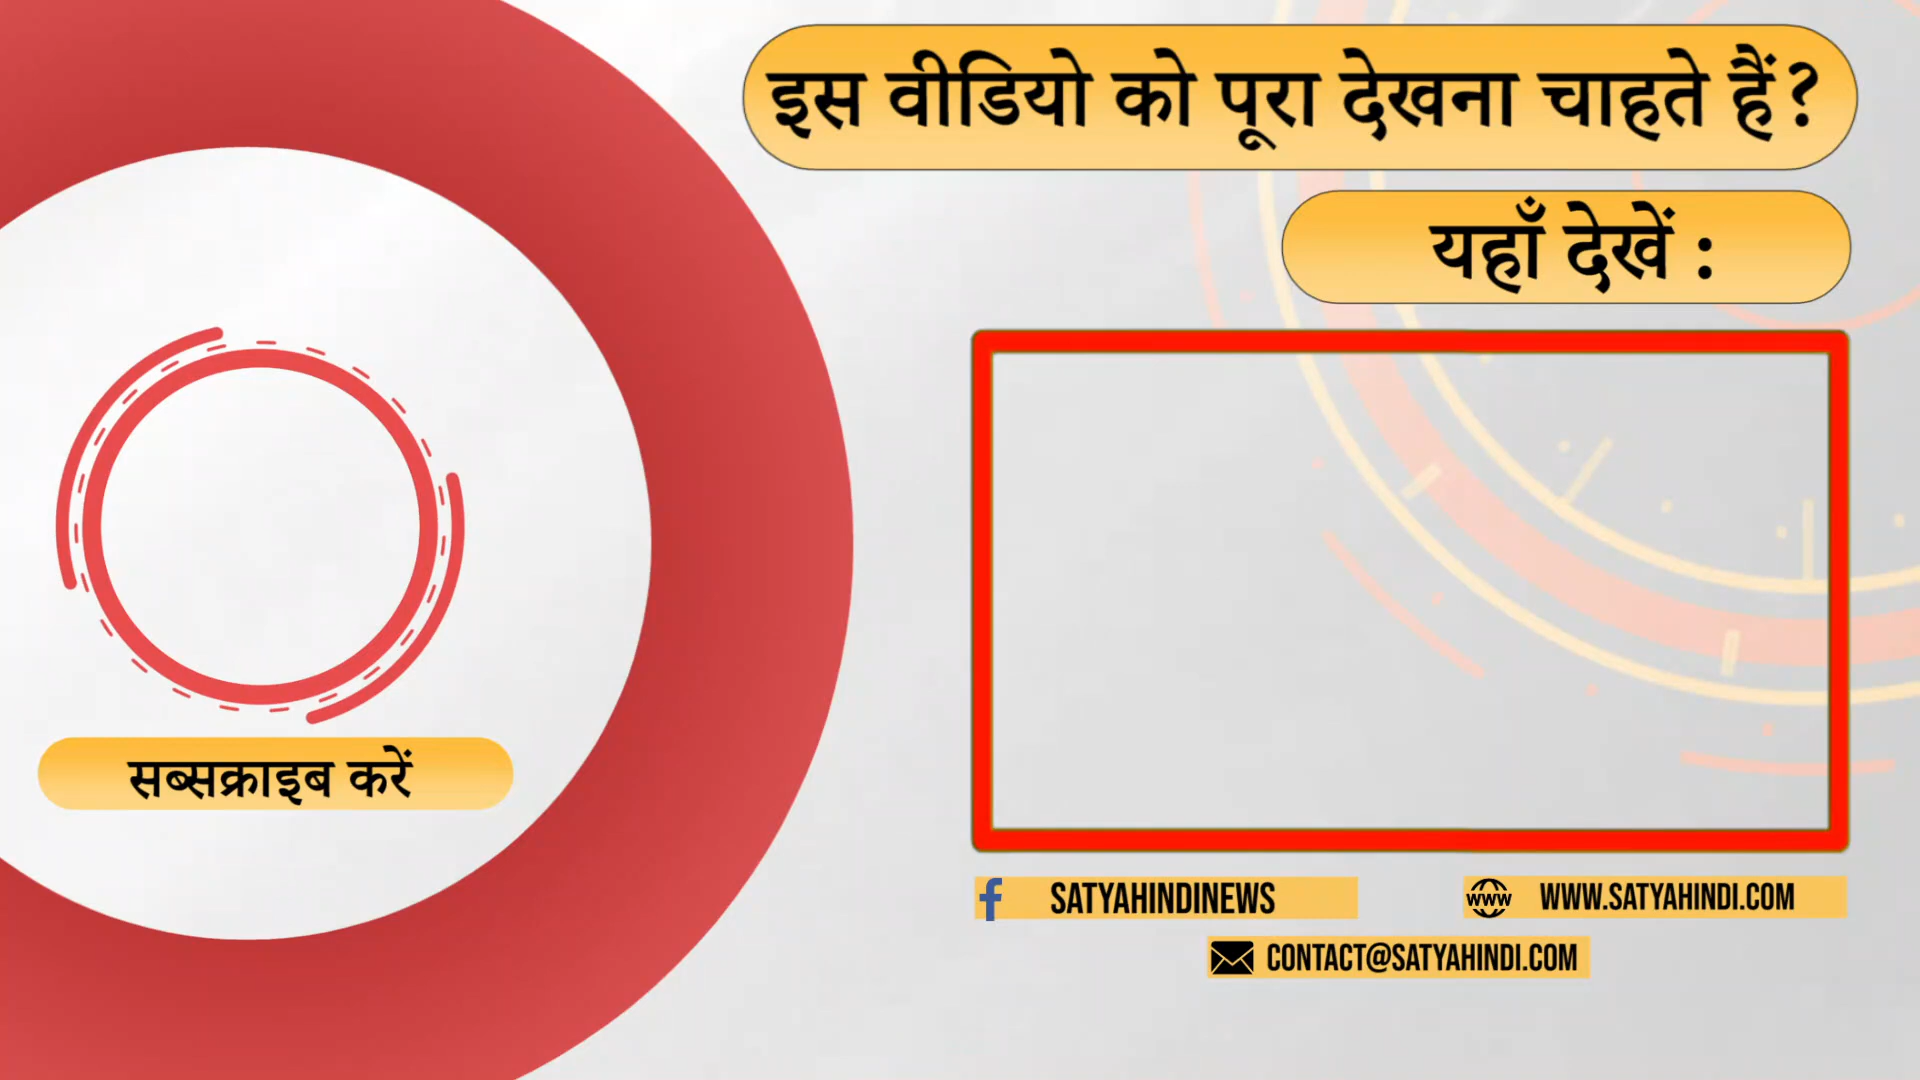 इस वीडियो को पूरा देखना चाहते हैं?
यहाँ देखें :
सब्सक्राइब करें
SATYAHINDINEWS
WWW.SATYAHINDI.COM
CONTACT@SATYAHINDI.COM